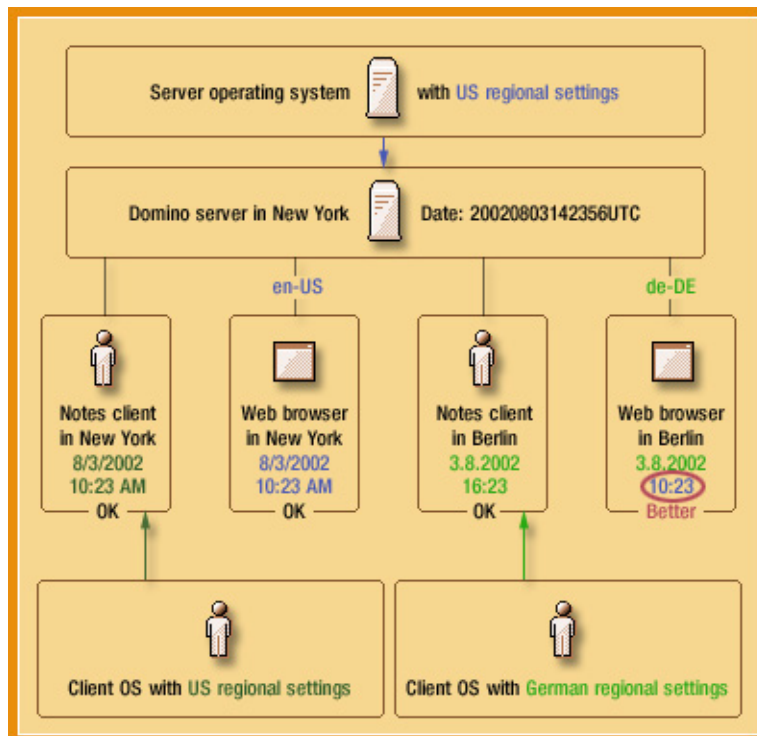 Server operating system with US regional settings
Domino server in New York Date: 20020803142356UTC
en-US
de-DE
Notes client
in New York
8/3/2002
10:23 AM
OK
Web browser
in New York
8/3/2002
10:23 AM
OK
Notes client
in Berlin
3.8.2002
16:23
OK
Web browser
in Berlin
3.8.2002
10:23
Better
Client OS with US regional settings
Client OS with German regional settings